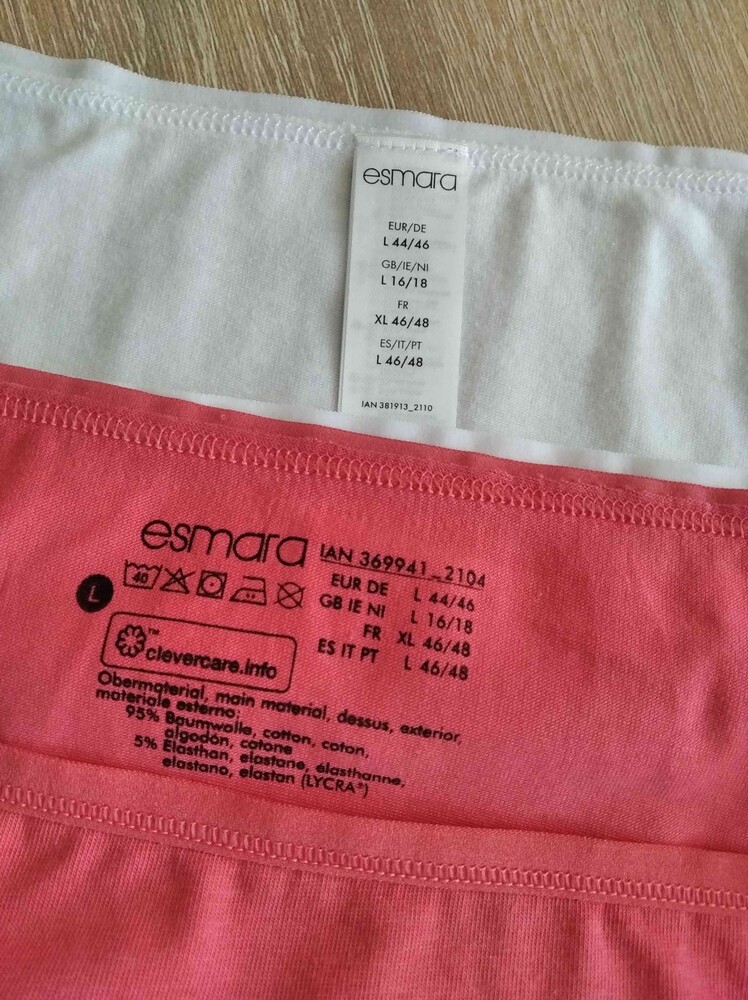 esmara
EUR/DE
L 44/46
GB/IE/NI
L 16/18
FR
XL 46/48
ES/IT/PT
L 46/48
IAN 381913_2110
esmara
IAN 369941_2104
40
L
EUR DE L 44/46
GB IE NI L 16/18
FR XL 46/48
ES IT PT L 46/48
™
clevercare.info
Obermaterial, main material, dessus, exterior,
materiale esterno:
95% Baumwolle, cotton, coton,
algodón, cotone
5% Elasthan, elastane, élasthanne,
elastano, elastan (LYCRA®)